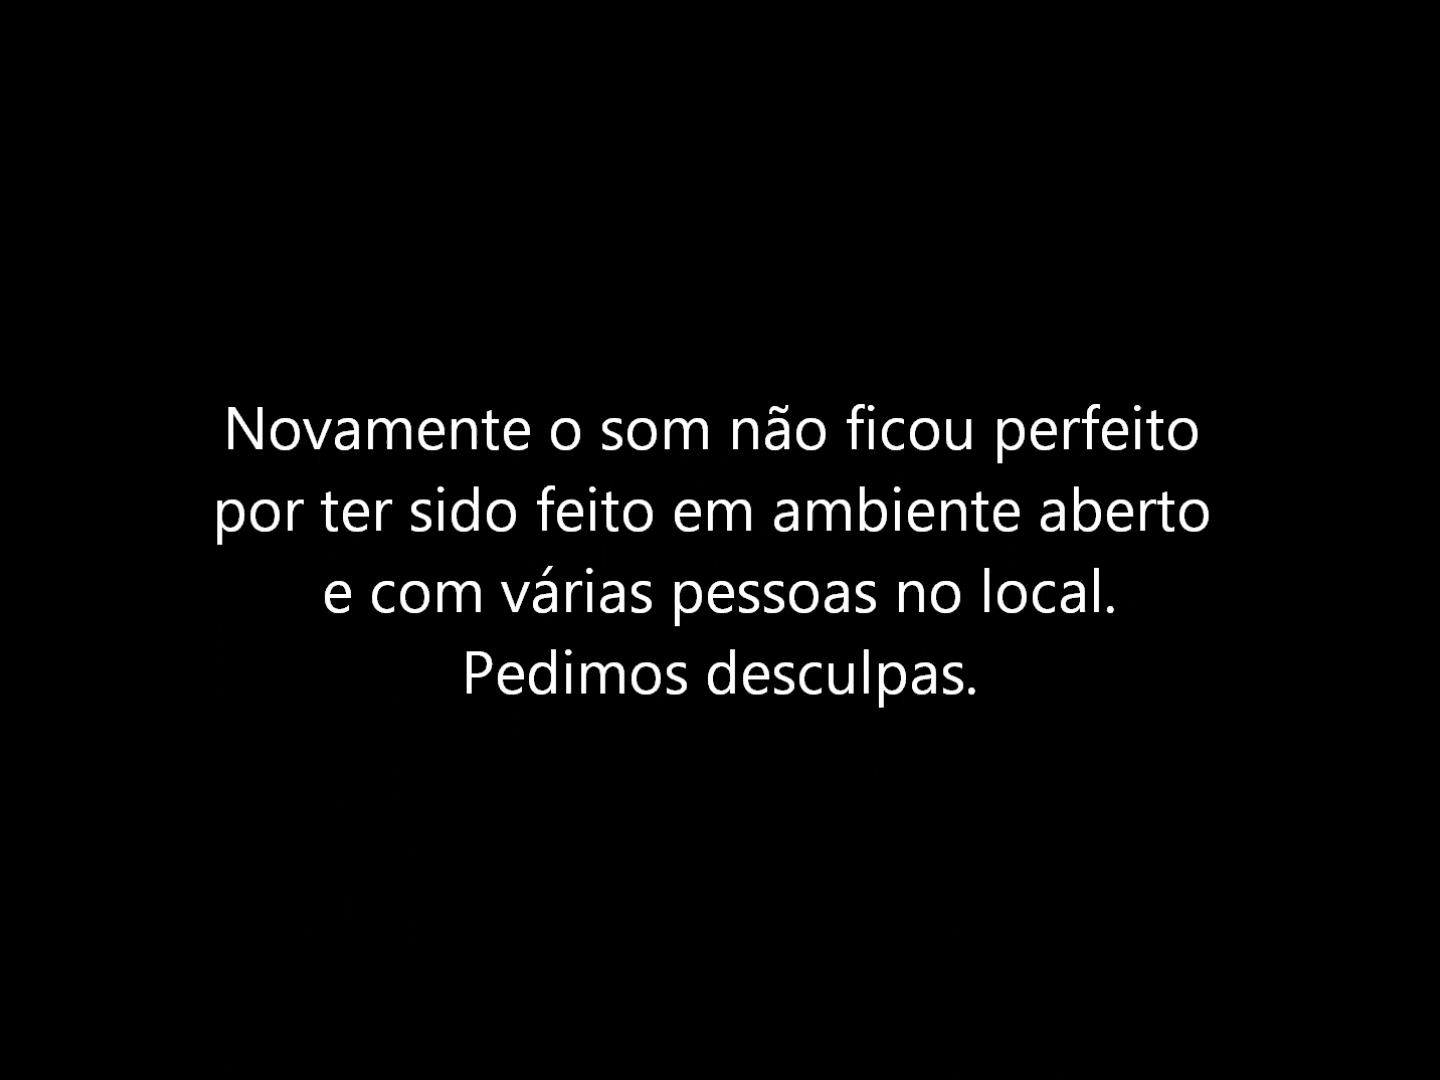 Novamente o som não ficou perfeito
por ter sido feito em ambiente aberto
e com várias pessoas no local.
Pedimos desculpas.